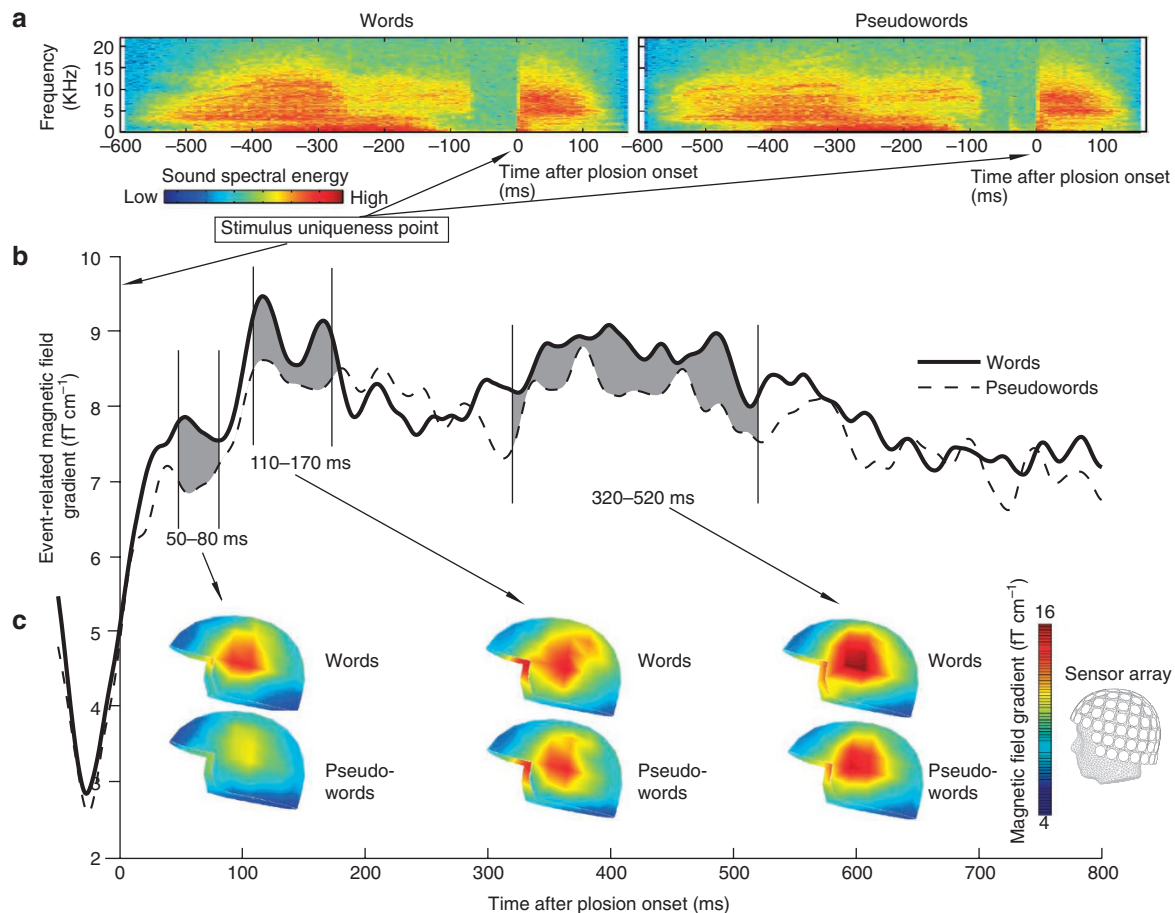 a
Words
Pseudowords
Frequency
(KHz)
20
15
10
5
0
–600 –500 –400 –300 –200 –100 0 100
–600 –500 –400 –300 –200 –100 0 100
Time after plosion onset
(ms)
Time after plosion onset
(ms)
Sound spectral energy
Low
High
Stimulus uniqueness point
b
Event-related magnetic field
gradient (fT cm⁻¹)
10
9
8
7
6
5
4
3
2
Words
Pseudowords
50–80 ms
110–170 ms
320–520 ms
c
Words
Pseudo-
words
Words
Pseudo-
words
Words
Pseudo-
words
Magnetic field gradient (fT cm⁻¹)
16
4
Sensor array
0 100 200 300 400 500 600 700 800
Time after plosion onset (ms)